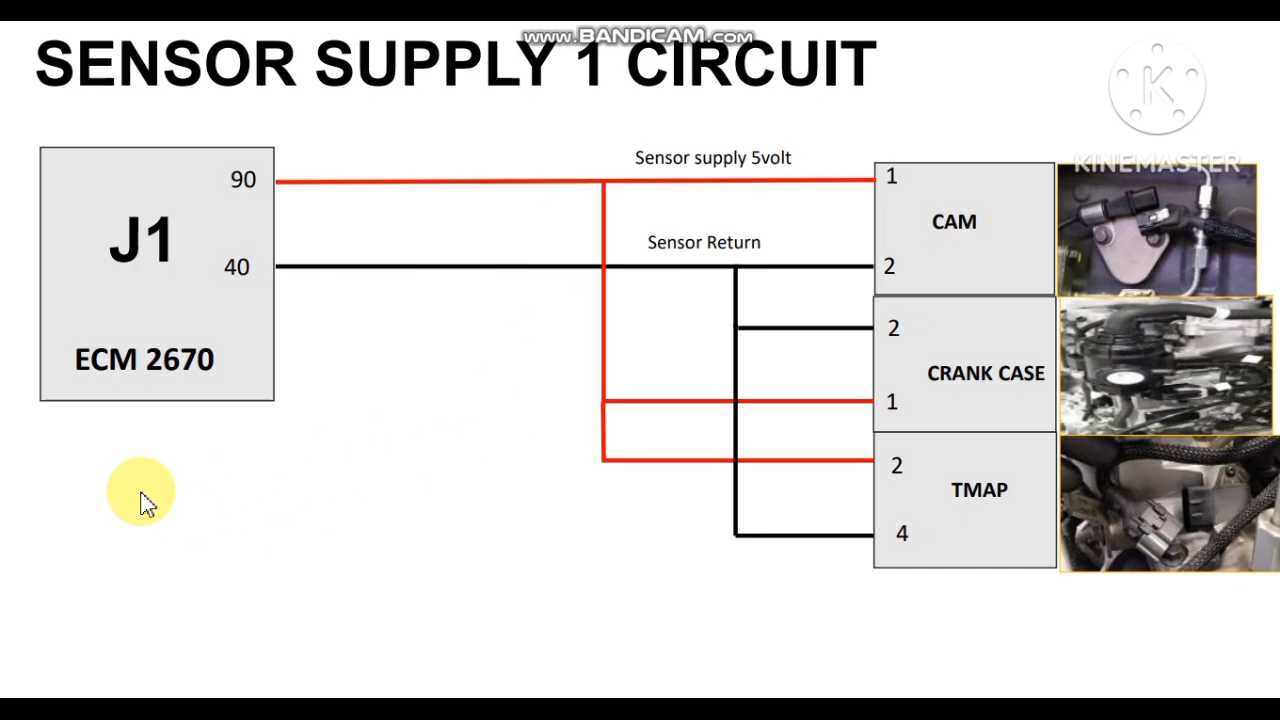 www.BANDICAM.com
SENSOR SUPPLY 1 CIRCUIT
K
KINEMASTER
Sensor supply 5volt
90
1
J1
CAM
Sensor Return
40
2
2
ECM 2670
CRANK CASE
1
2
TMAP
4